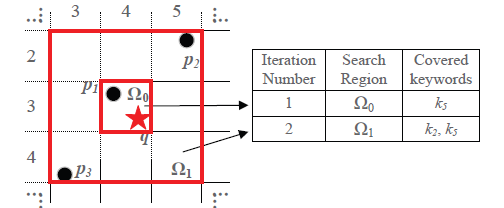 3 4 5
2
p2
p1 Ω0
3
q
4
p3 Ω1
Iteration Number Search Region Covered keywords
1 Ω0 k5
2 Ω1 k2, k5